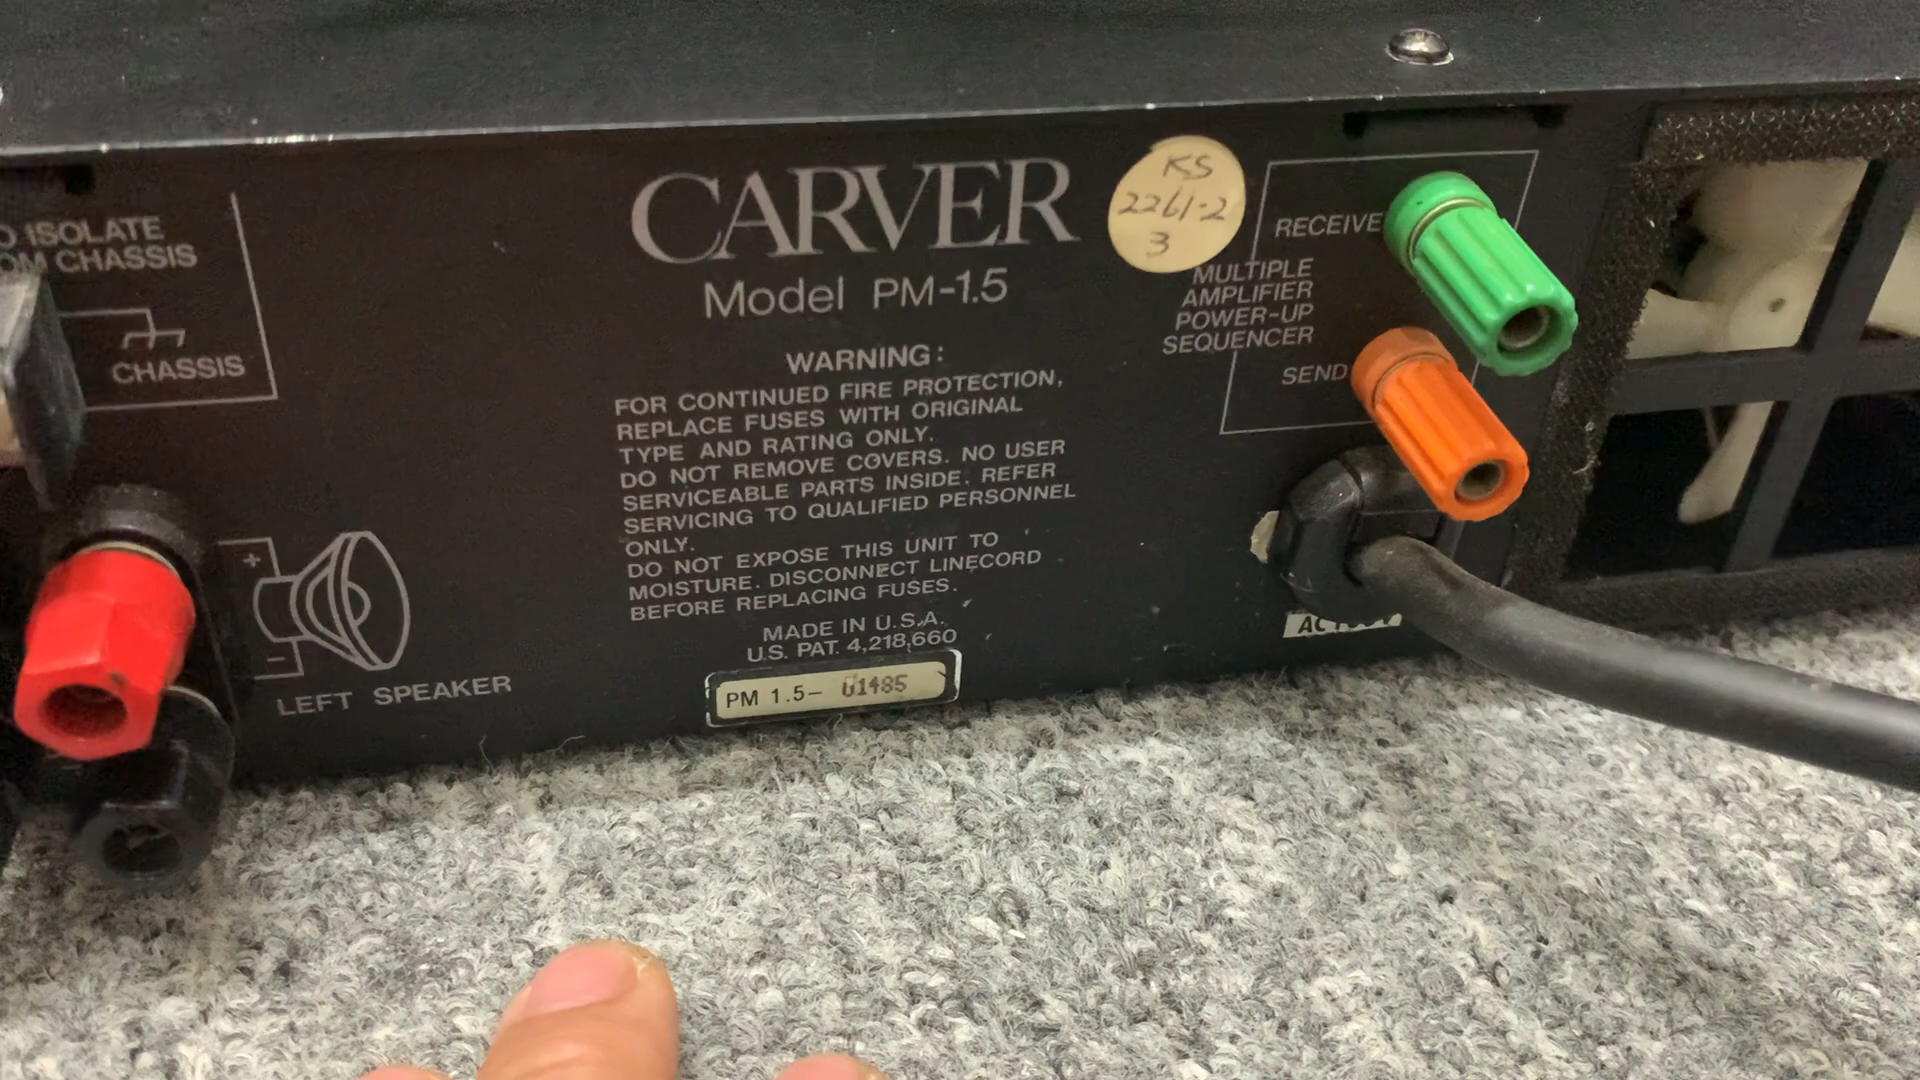 O ISOLATE
OM CHASSIS
CHASSIS
+
-
LEFT SPEAKER
CARVER
Model PM-1.5
WARNING:
FOR CONTINUED FIRE PROTECTION,
REPLACE FUSES WITH ORIGINAL
TYPE AND RATING ONLY.
DO NOT REMOVE COVERS. NO USER
SERVICEABLE PARTS INSIDE. REFER
SERVICING TO QUALIFIED PERSONNEL
ONLY.
DO NOT EXPOSE THIS UNIT TO
MOISTURE. DISCONNECT LINECORD
BEFORE REPLACING FUSES.
MADE IN U.S.A.
U.S. PAT. 4,218,660
PM 1.5- 01485
KS
2261-2
3
RECEIVE
MULTIPLE
AMPLIFIER
POWER-UP
SEQUENCER
SEND
AC